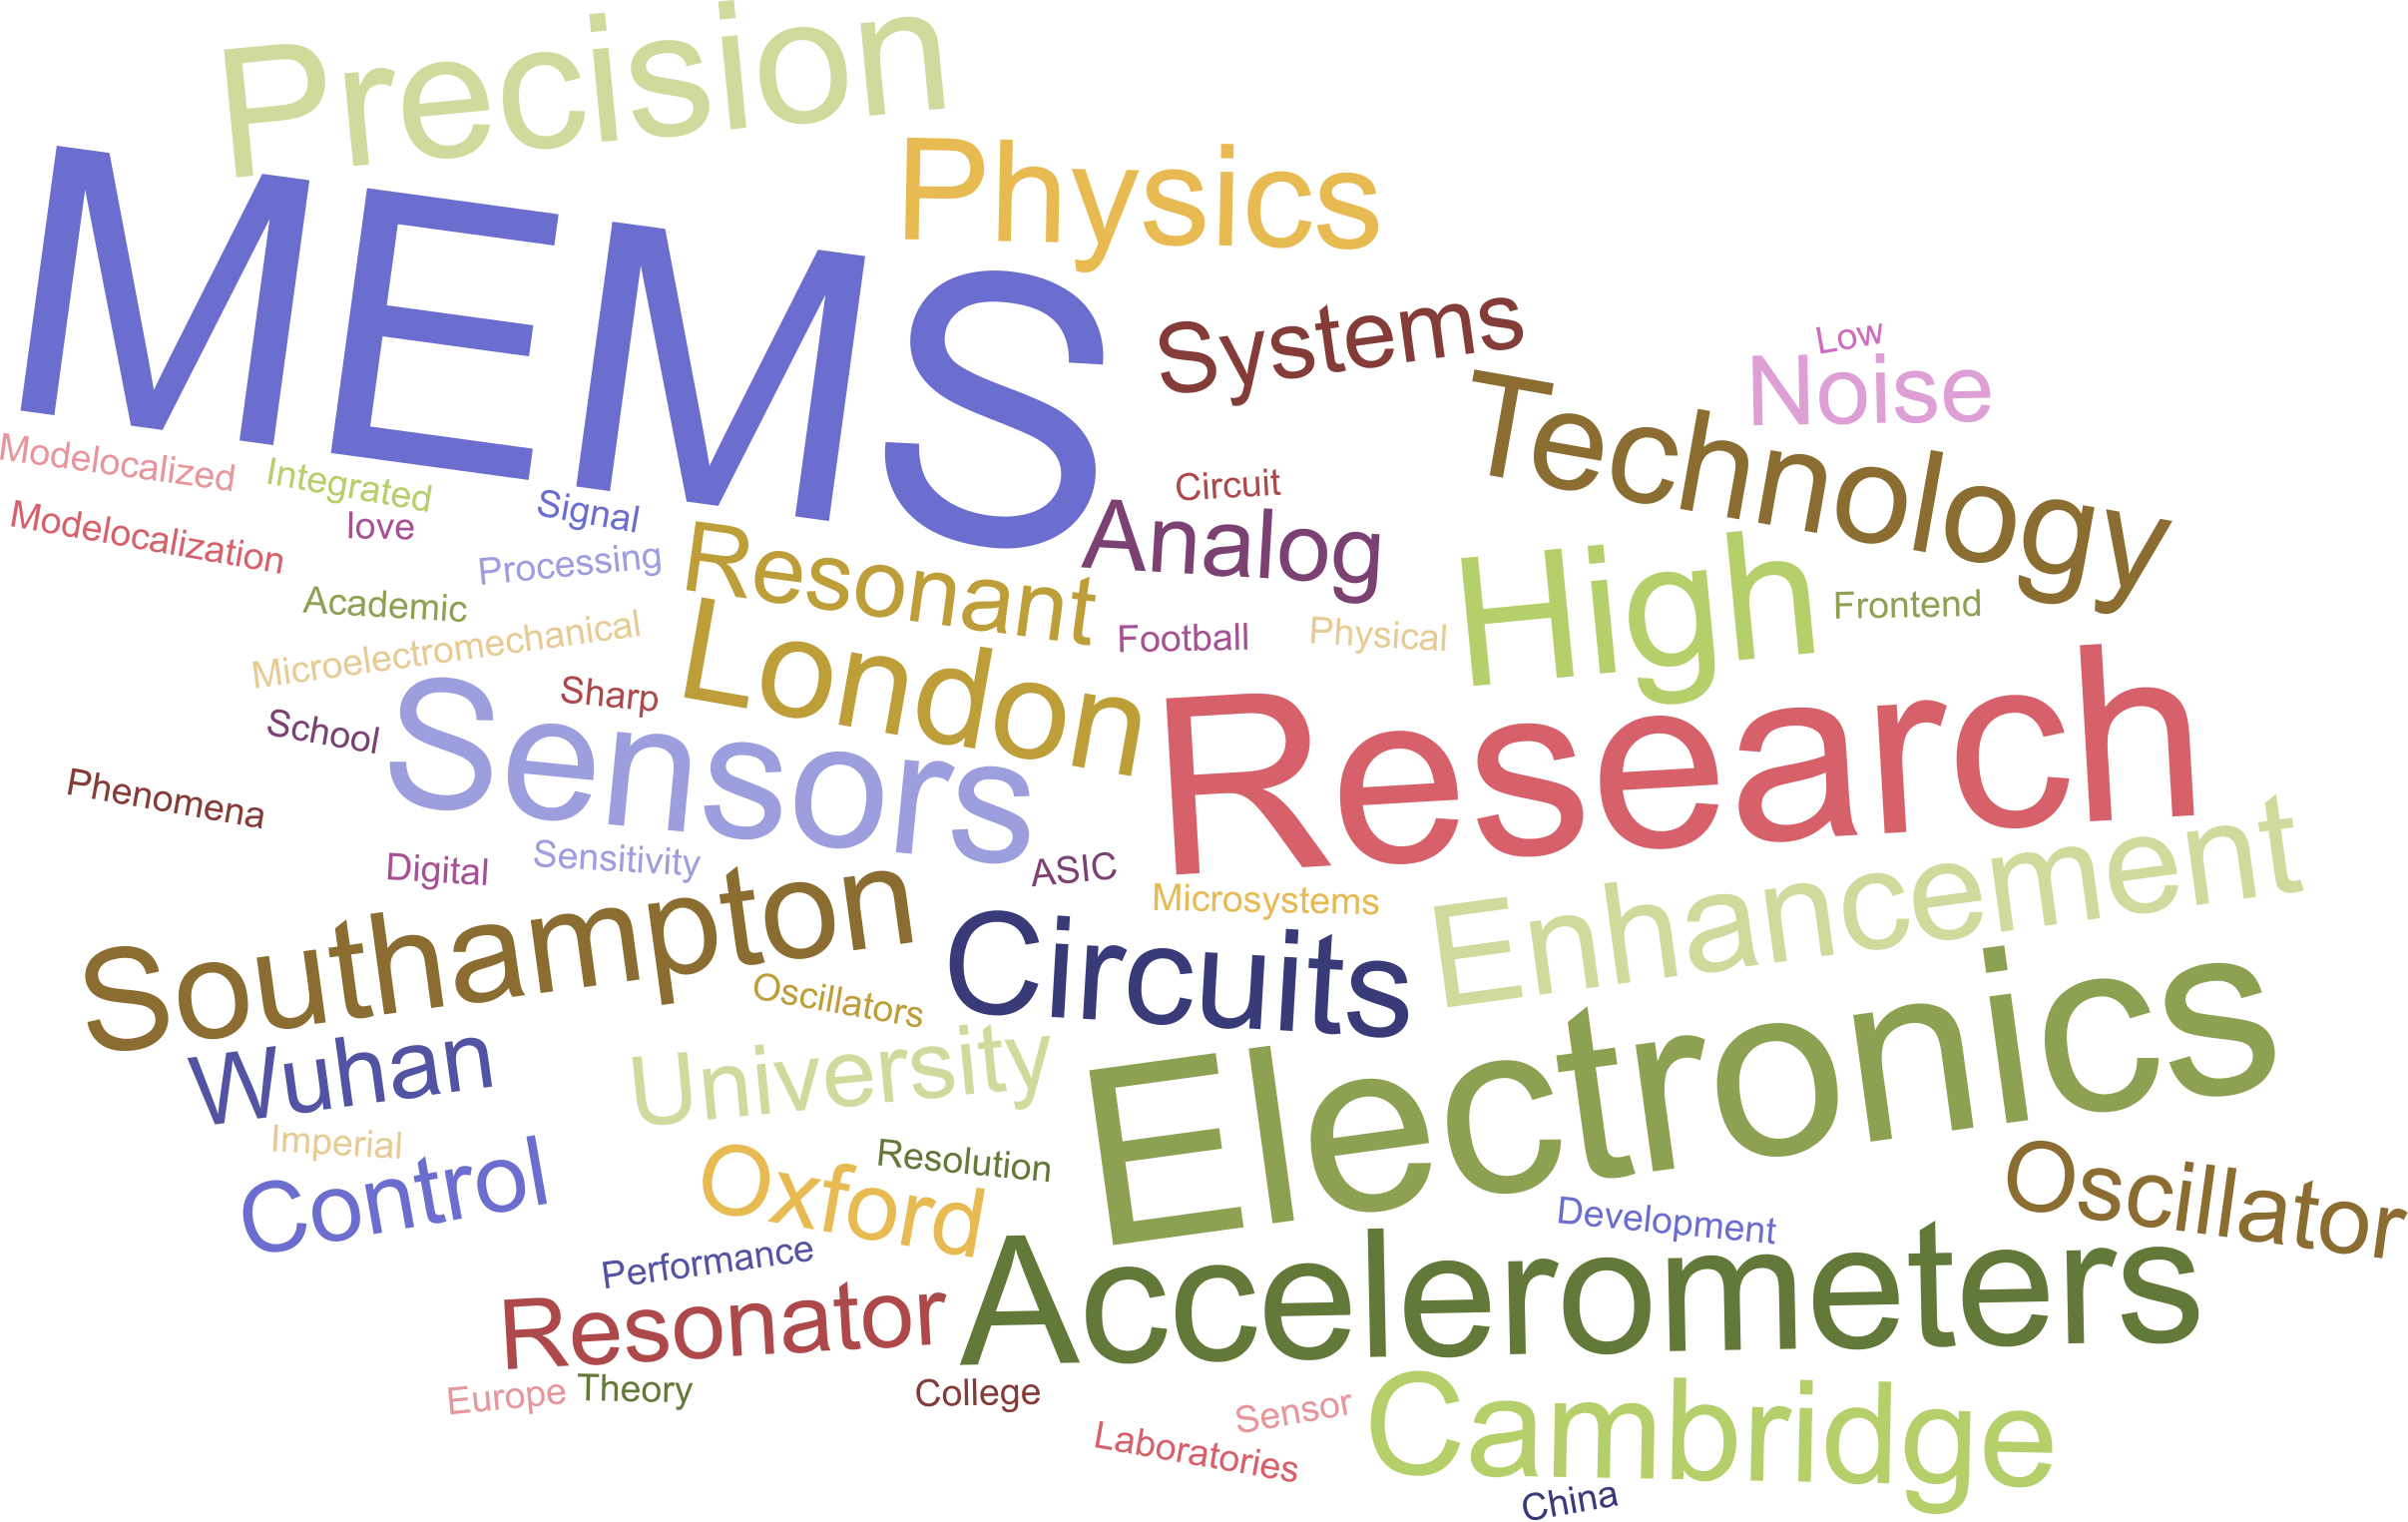 Precision
Physics
MEMS
Systems
Low
Noise
Technology
Modelocalized
Integrated
Signal
Circuit
love
Modelocalization
Analog
Processing
Resonant
High
Academic
Frontend
Football
Physical
Microelectromechanical
London
Sharp
School
Sensors
Research
Phenomena
Digital
Sensitivity
ASIC
Microsystems
Enhancement
Southampton
Circuits
Oscillators
Electronics
Wuhan
University
Imperial
Resolution
Control
Oxford
Development
Oscillator
Performance
Accelerometers
Resonator
Europe
Theory
College
Sensor
Cambridge
Laboratories
China